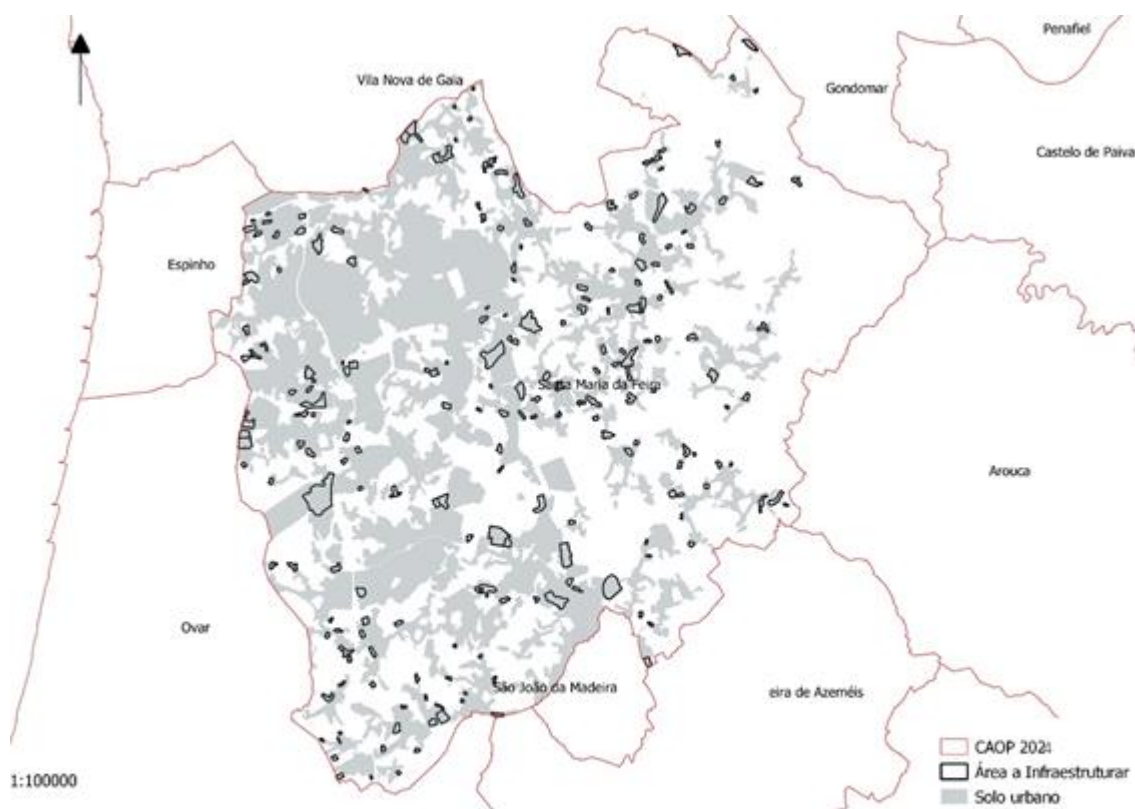 Penafiel
Vila Nova de Gaia
Gondomar
Castelo de Paiva
Espinho
Santa Maria da Feira
Arouca
Ovar
São João da Madeira
eira de Azeméis
CAOP 2024
1:100000
Área a Infraestruturar
Solo urbano